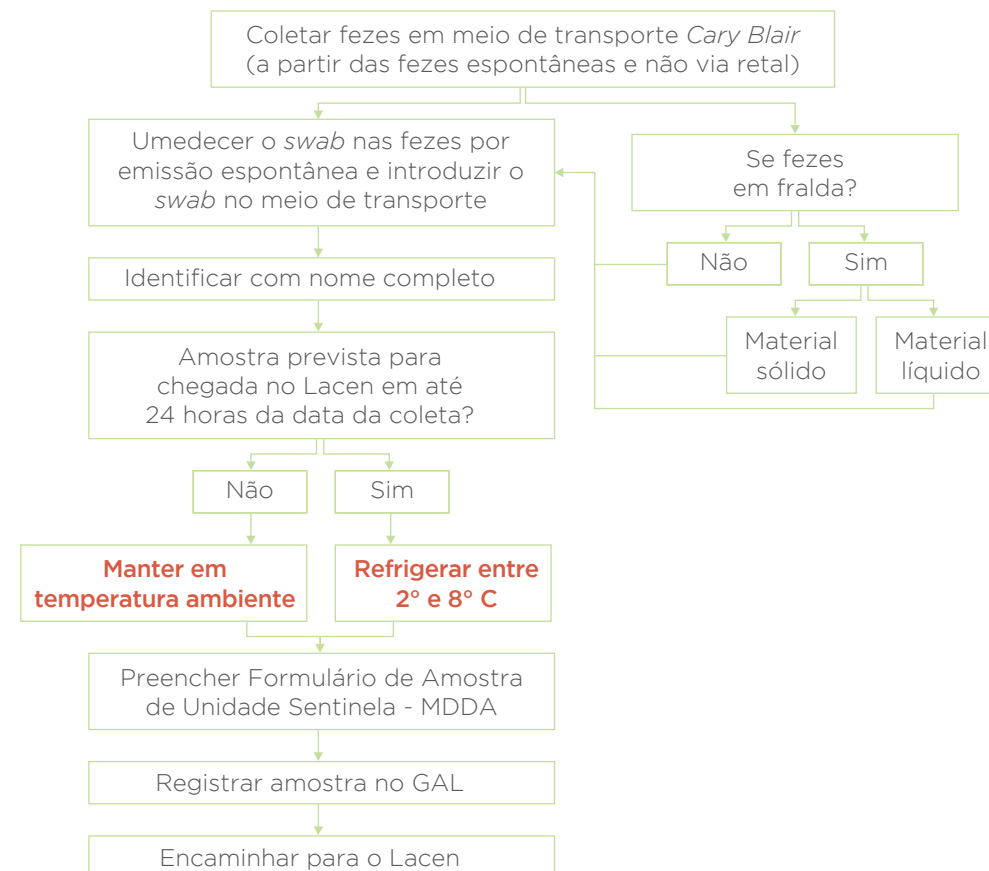 Coletar fezes em meio de transporte Cary Blair
(a partir das fezes espontâneas e não via retal)
Umedecer o swab nas fezes por
emissão espontânea e introduzir o
swab no meio de transporte
Se fezes
em fralda?
Não
Sim
Identificar com nome completo
Material
sólido
Material
líquido
Amostra prevista para
chegada no Lacen em até
24 horas da data da coleta?
Não
Sim
Manter em
temperatura ambiente
Refrigerar entre
2° e 8° C
Preencher Formulário de Amostra
de Unidade Sentinela - MDDA
Registrar amostra no GAL
Encaminhar para o Lacen